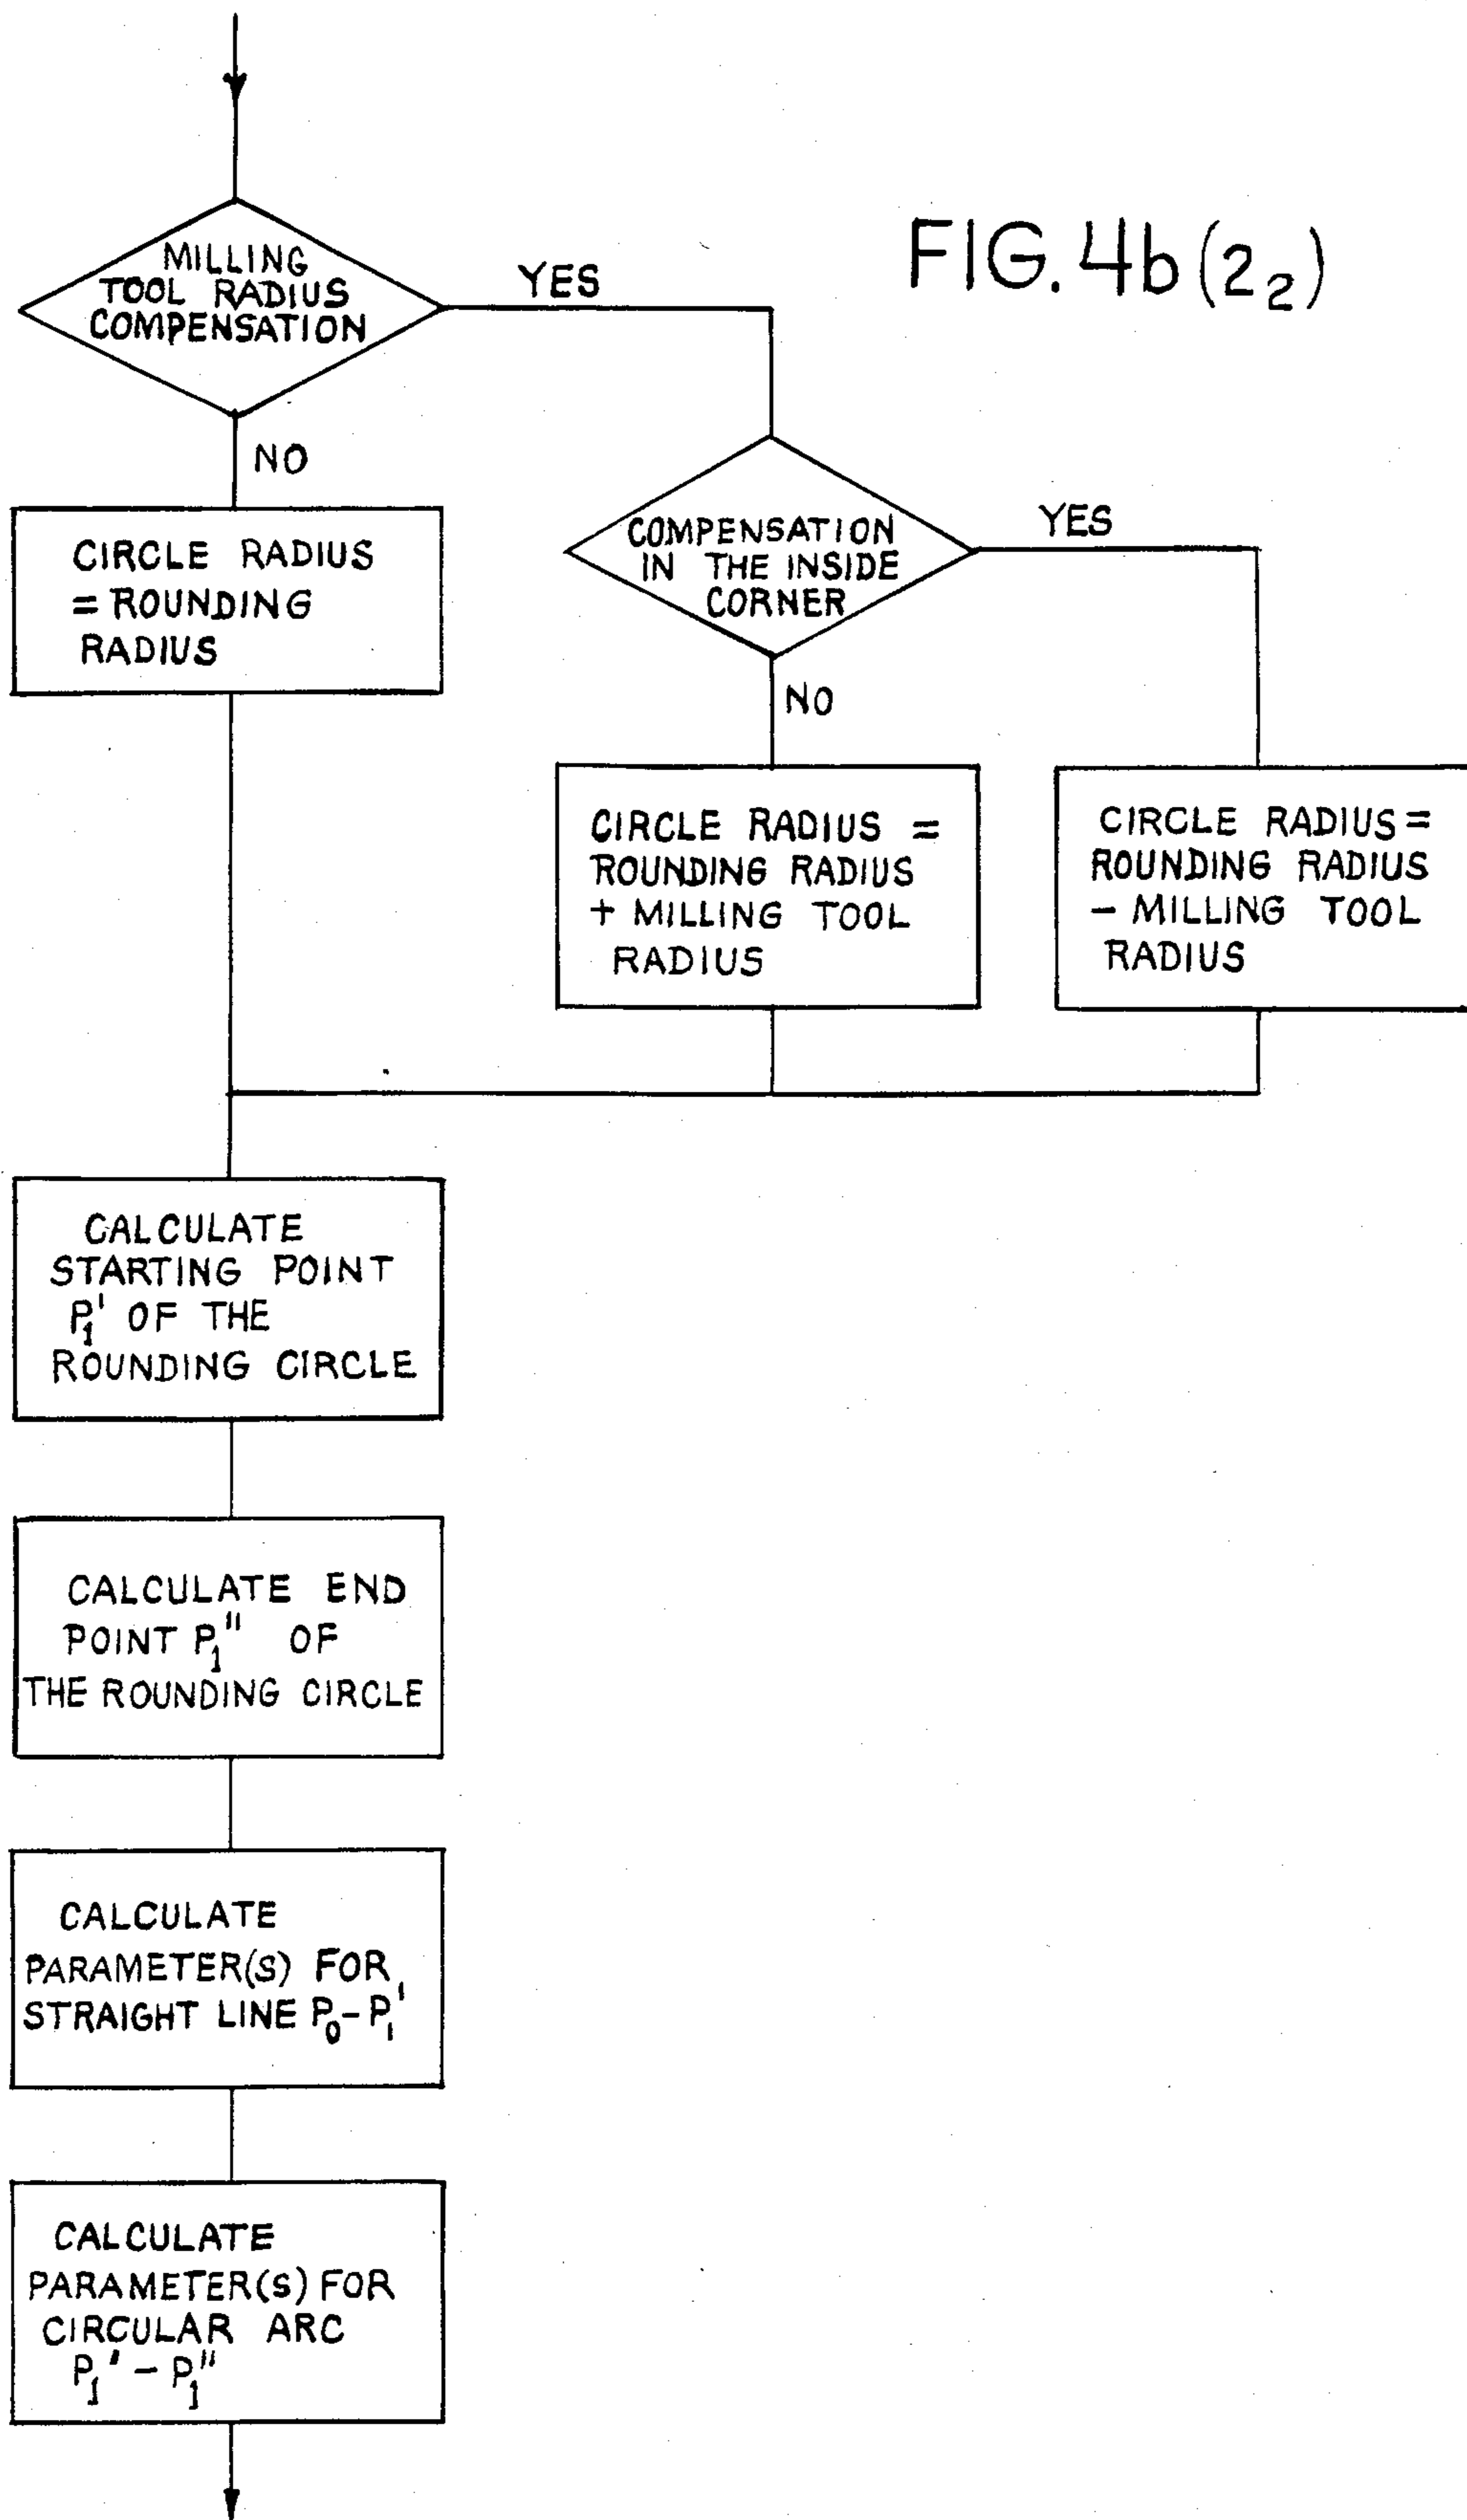 FIG. 4b (2₂)
MILLING
TOOL RADIUS
COMPENSATION
YES
NO
CIRCLE RADIUS
= ROUNDING
RADIUS
COMPENSATION
IN THE INSIDE
CORNER
YES
NO
CIRCLE RADIUS =
ROUNDING RADIUS
+ MILLING TOOL
RADIUS
CIRCLE RADIUS =
ROUNDING RADIUS
- MILLING TOOL
RADIUS
CALCULATE
STARTING POINT
P₁' OF THE
ROUNDING CIRCLE
CALCULATE END
POINT P₁" OF
THE ROUNDING CIRCLE
CALCULATE
PARAMETER(S) FOR
STRAIGHT LINE P₀-P₁'
CALCULATE
PARAMETER(S) FOR
CIRCULAR ARC
P₁' - P₁"